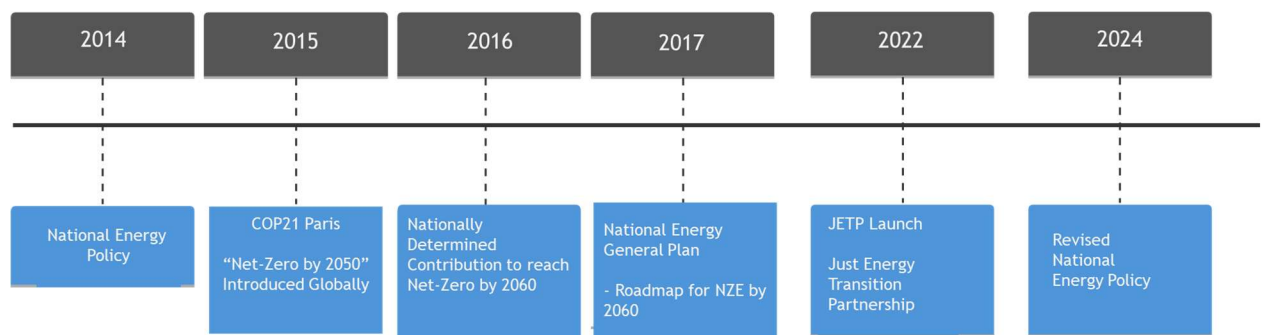 2014
2015
2016
2017
2022
2024
National Energy
Policy
COP21 Paris
“Net-Zero by 2050”
Introduced Globally
Nationally
Determined
Contribution to reach
Net-Zero by 2060
National Energy
General Plan
- Roadmap for NZE by
2060
JETP Launch
Just Energy
Transition
Partnership
Revised
National
Energy Policy